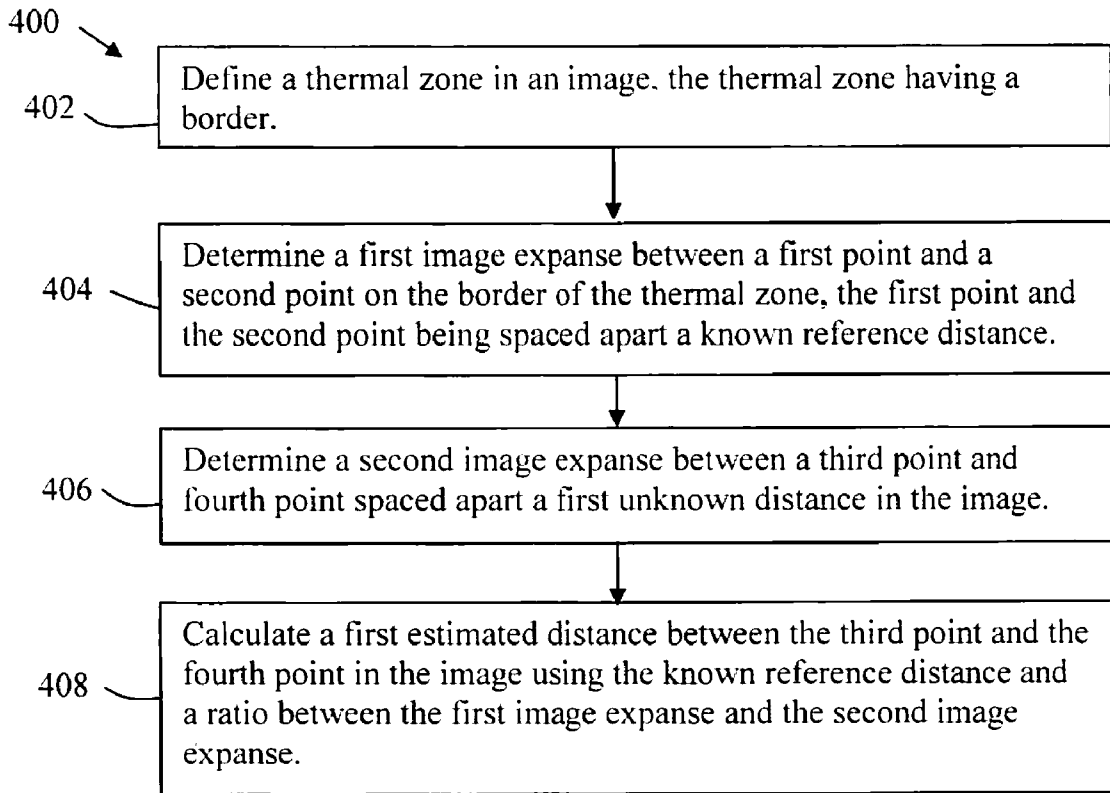 400
Define a thermal zone in an image, the thermal zone having a
border.
402
Determine a first image expanse between a first point and a
second point on the border of the thermal zone, the first point and
the second point being spaced apart a known reference distance.
404
Determine a second image expanse between a third point and
fourth point spaced apart a first unknown distance in the image.
406
Calculate a first estimated distance between the third point and the
fourth point in the image using the known reference distance and
a ratio between the first image expanse and the second image
expanse.
408